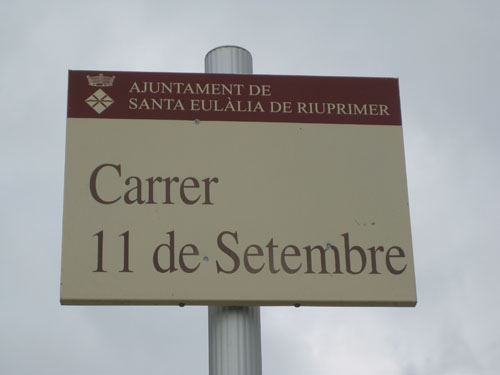 AJUNTAMENT DE
SANTA EULÀLIA DE RIUPRIMER
Carrer
11 de Setembre